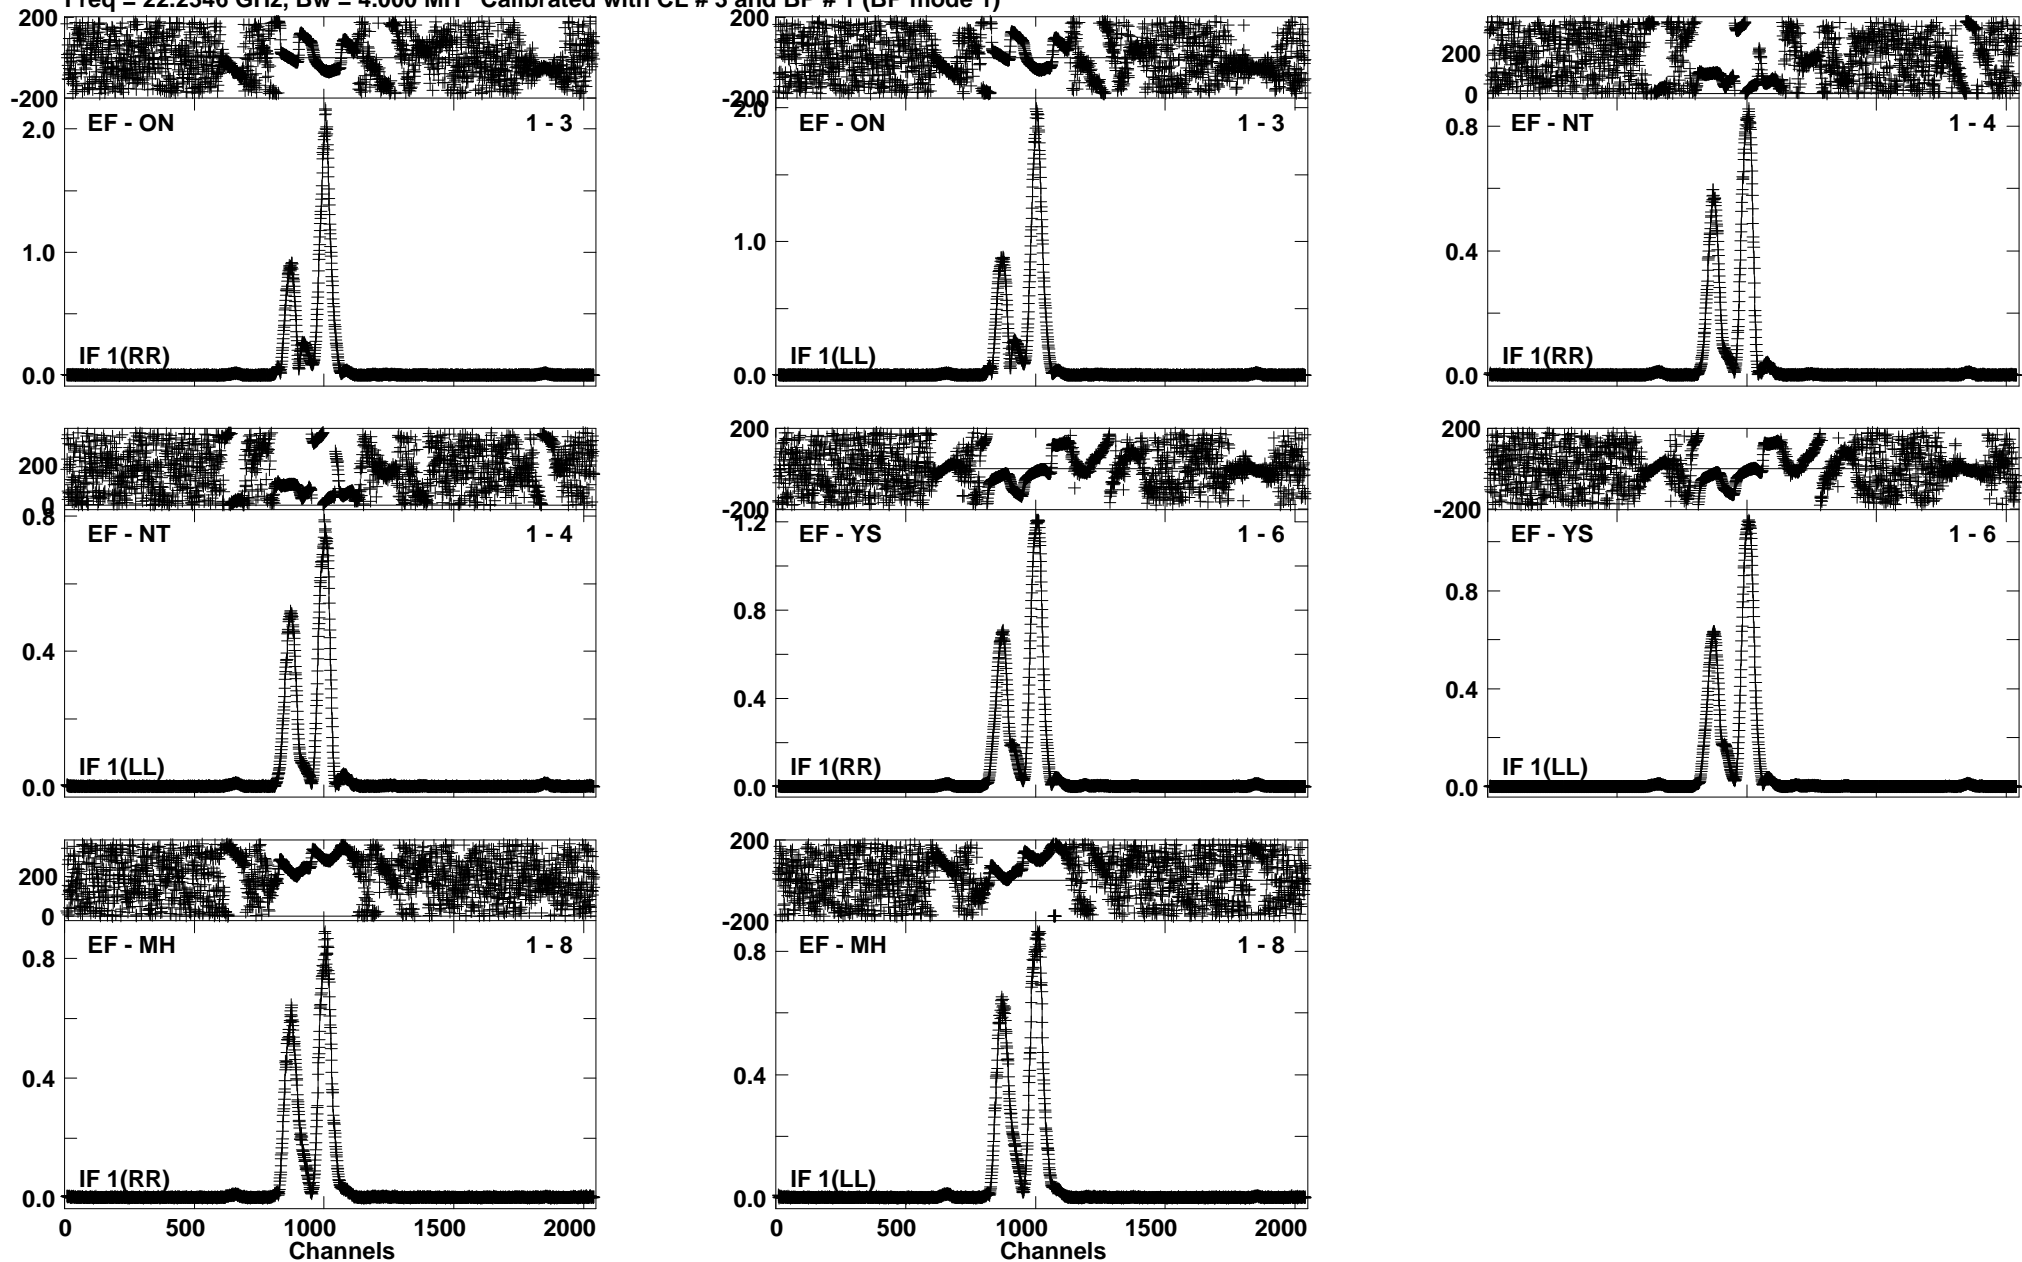 Freq = 22.2346 GHz, Bw = 4.000 MH Calibrated with CL # 3 and BP # 1 (BP mode 1)
200 200
-200 -200 200 0
2.0 2.0 0.8
EF - ON 1 - 3 EF - ON 1 - 3 EF - NT 1 - 4
1.0 1.0 0.4
IF 1(RR) IF 1(LL) IF 1(RR)
0.0 0.0 0.0
200 200 200
0 -200 -200
0.8 1.2
EF - NT 1 - 4 EF - YS 1 - 6 EF - YS 1 - 6
0.8 0.8
0.4 0.4 0.4
IF 1(LL) IF 1(RR) IF 1(LL)
0.0 0.0 0.0
200 200
0 -200
EF - MH 1 - 8 EF - MH 1 - 8
0.8 0.8
0.4 0.4
IF 1(RR) IF 1(LL)
0.0 0.0
0 500 1000 1500 2000 0 500 1000 1500 2000
Channels Channels